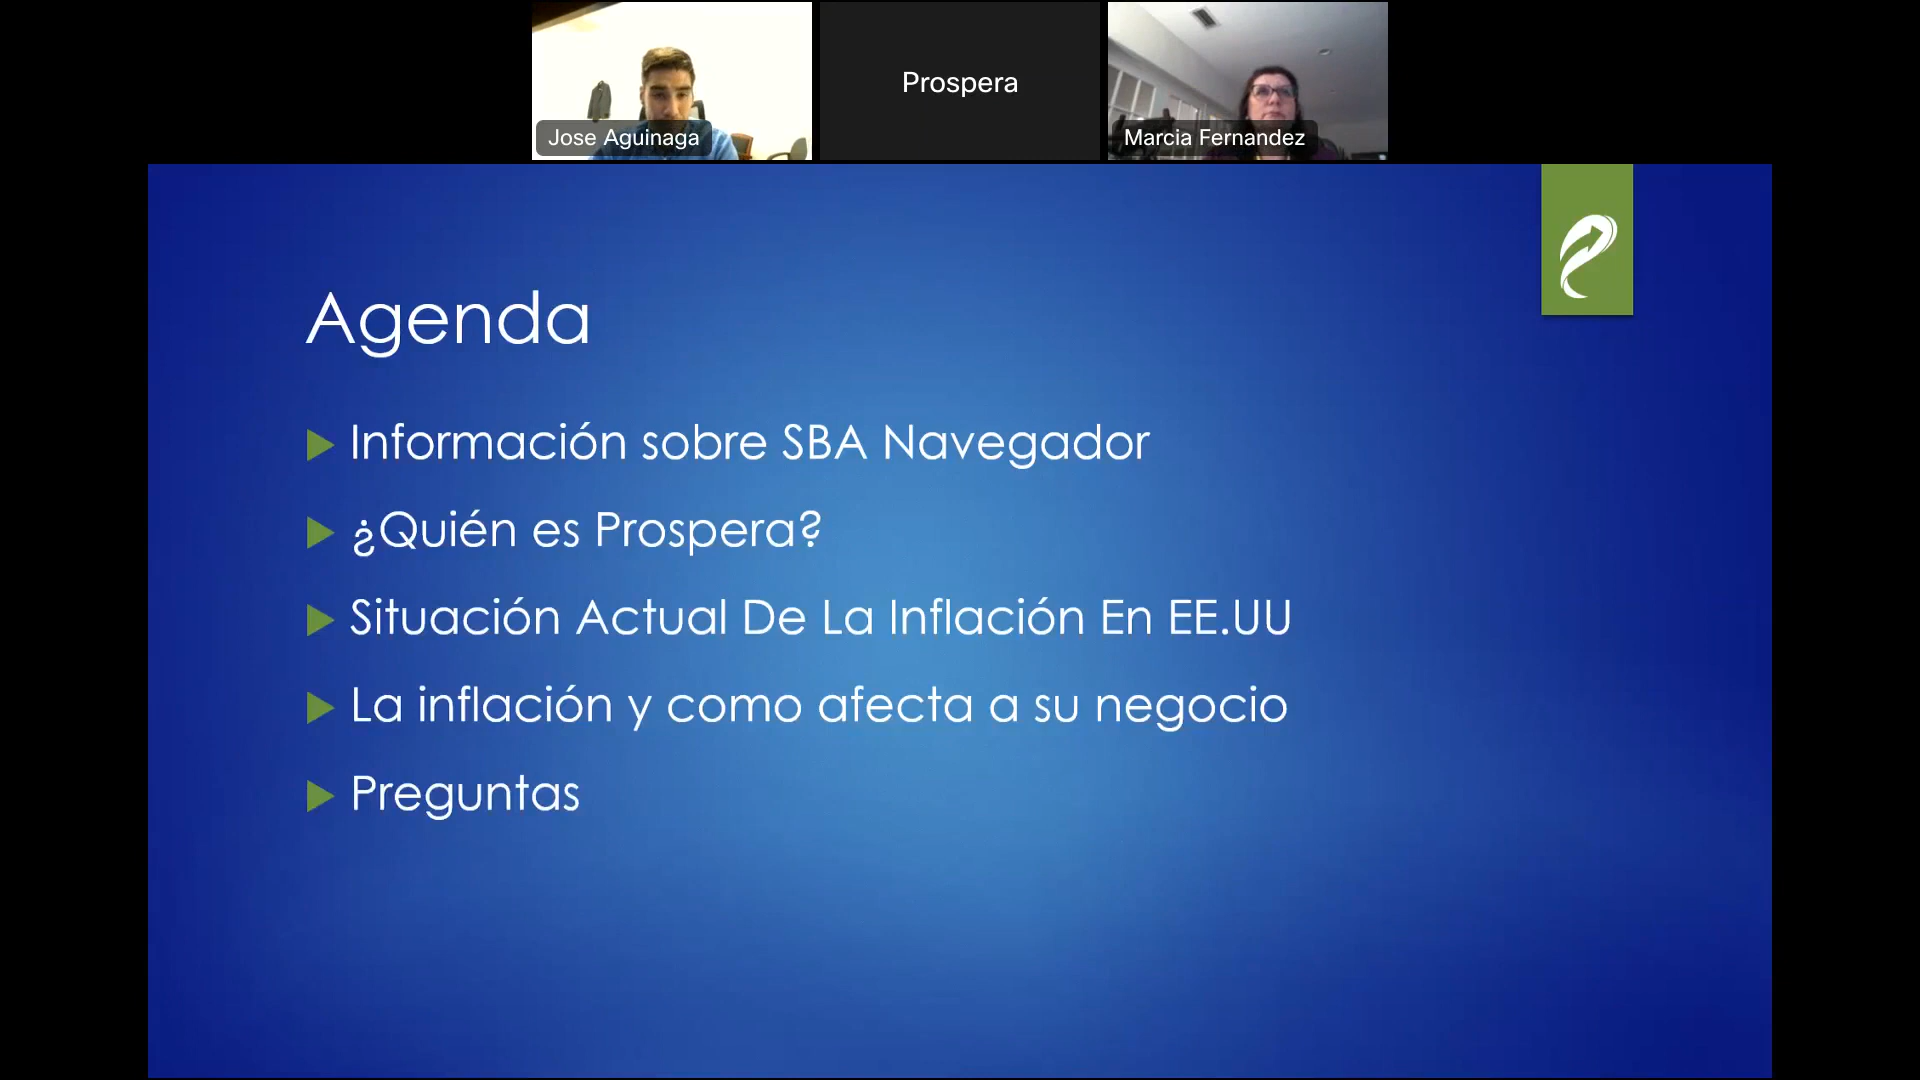 Jose Aguinaga
Prospera
Marcia Fernandez
Agenda
Información sobre SBA Navegador
¿Quién es Prospera?
Situación Actual De La Inflación En EE.UU
La inflación y como afecta a su negocio
Preguntas